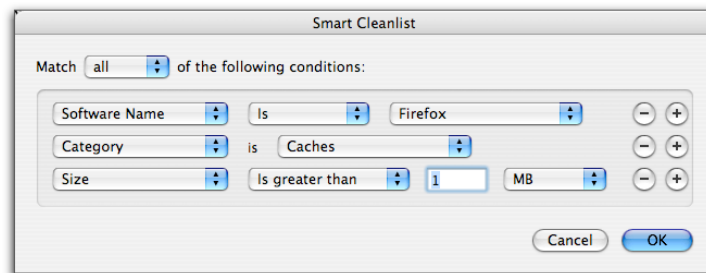 Smart Cleanlist
Match all of the following conditions:
Software Name Is Firefox
Category is Caches
Size Is greater than 1 MB
Cancel OK